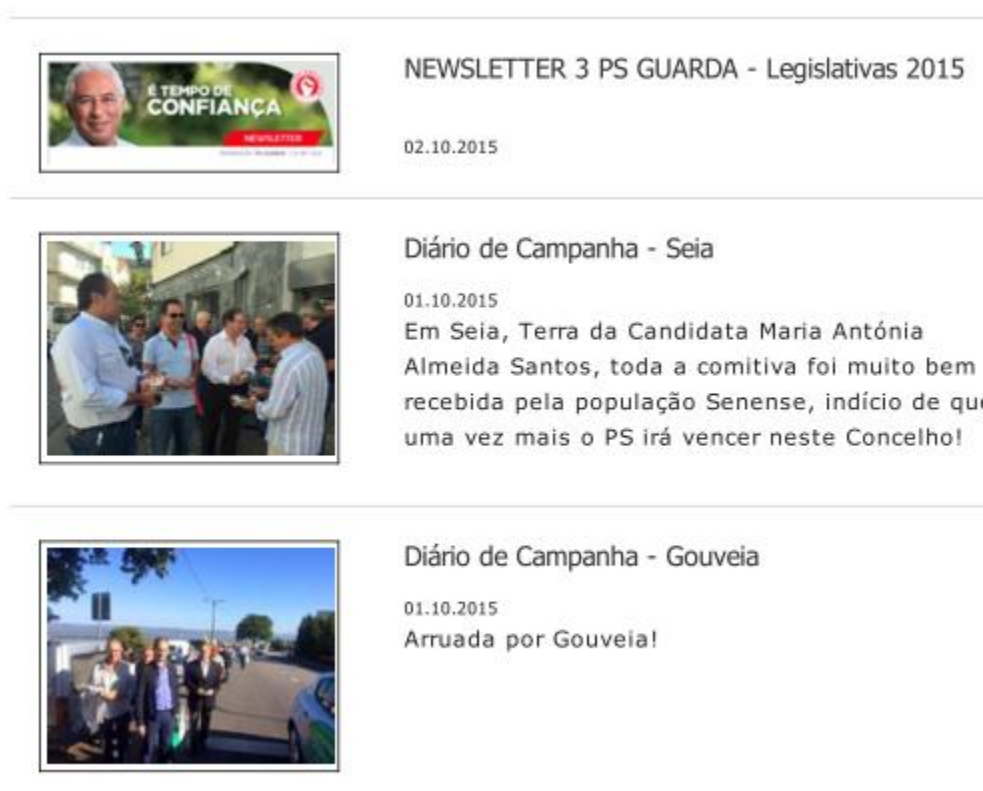 NEWSLETTER 3 PS GUARDA - Legislativas 2015
É TEMPO DE
CONFIANÇA
NEWSLETTER
02.10.2015
Diário de Campanha - Seia
01.10.2015
Em Seia, Terra da Candidata Maria Antónia
Almeida Santos, toda a comitiva foi muito bem
recebida pela população Senense, indício de que
uma vez mais o PS irá vencer neste Concelho!
Diário de Campanha - Gouveia
01.10.2015
Arruada por Gouveia!